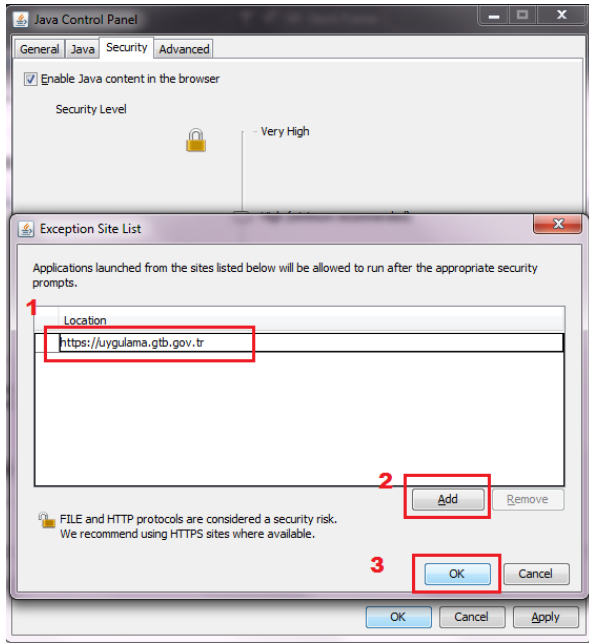 Java Control Panel
General Java Security Advanced
Enable Java content in the browser
Security Level
Very High
Exception Site List
Applications launched from the sites listed below will be allowed to run after the appropriate security
prompts.
1
Location
https://uygulama.gtb.gov.tr
2
Add Remove
FILE and HTTP protocols are considered a security risk.
We recommend using HTTPS sites where available.
3
OK Cancel
OK Cancel Apply